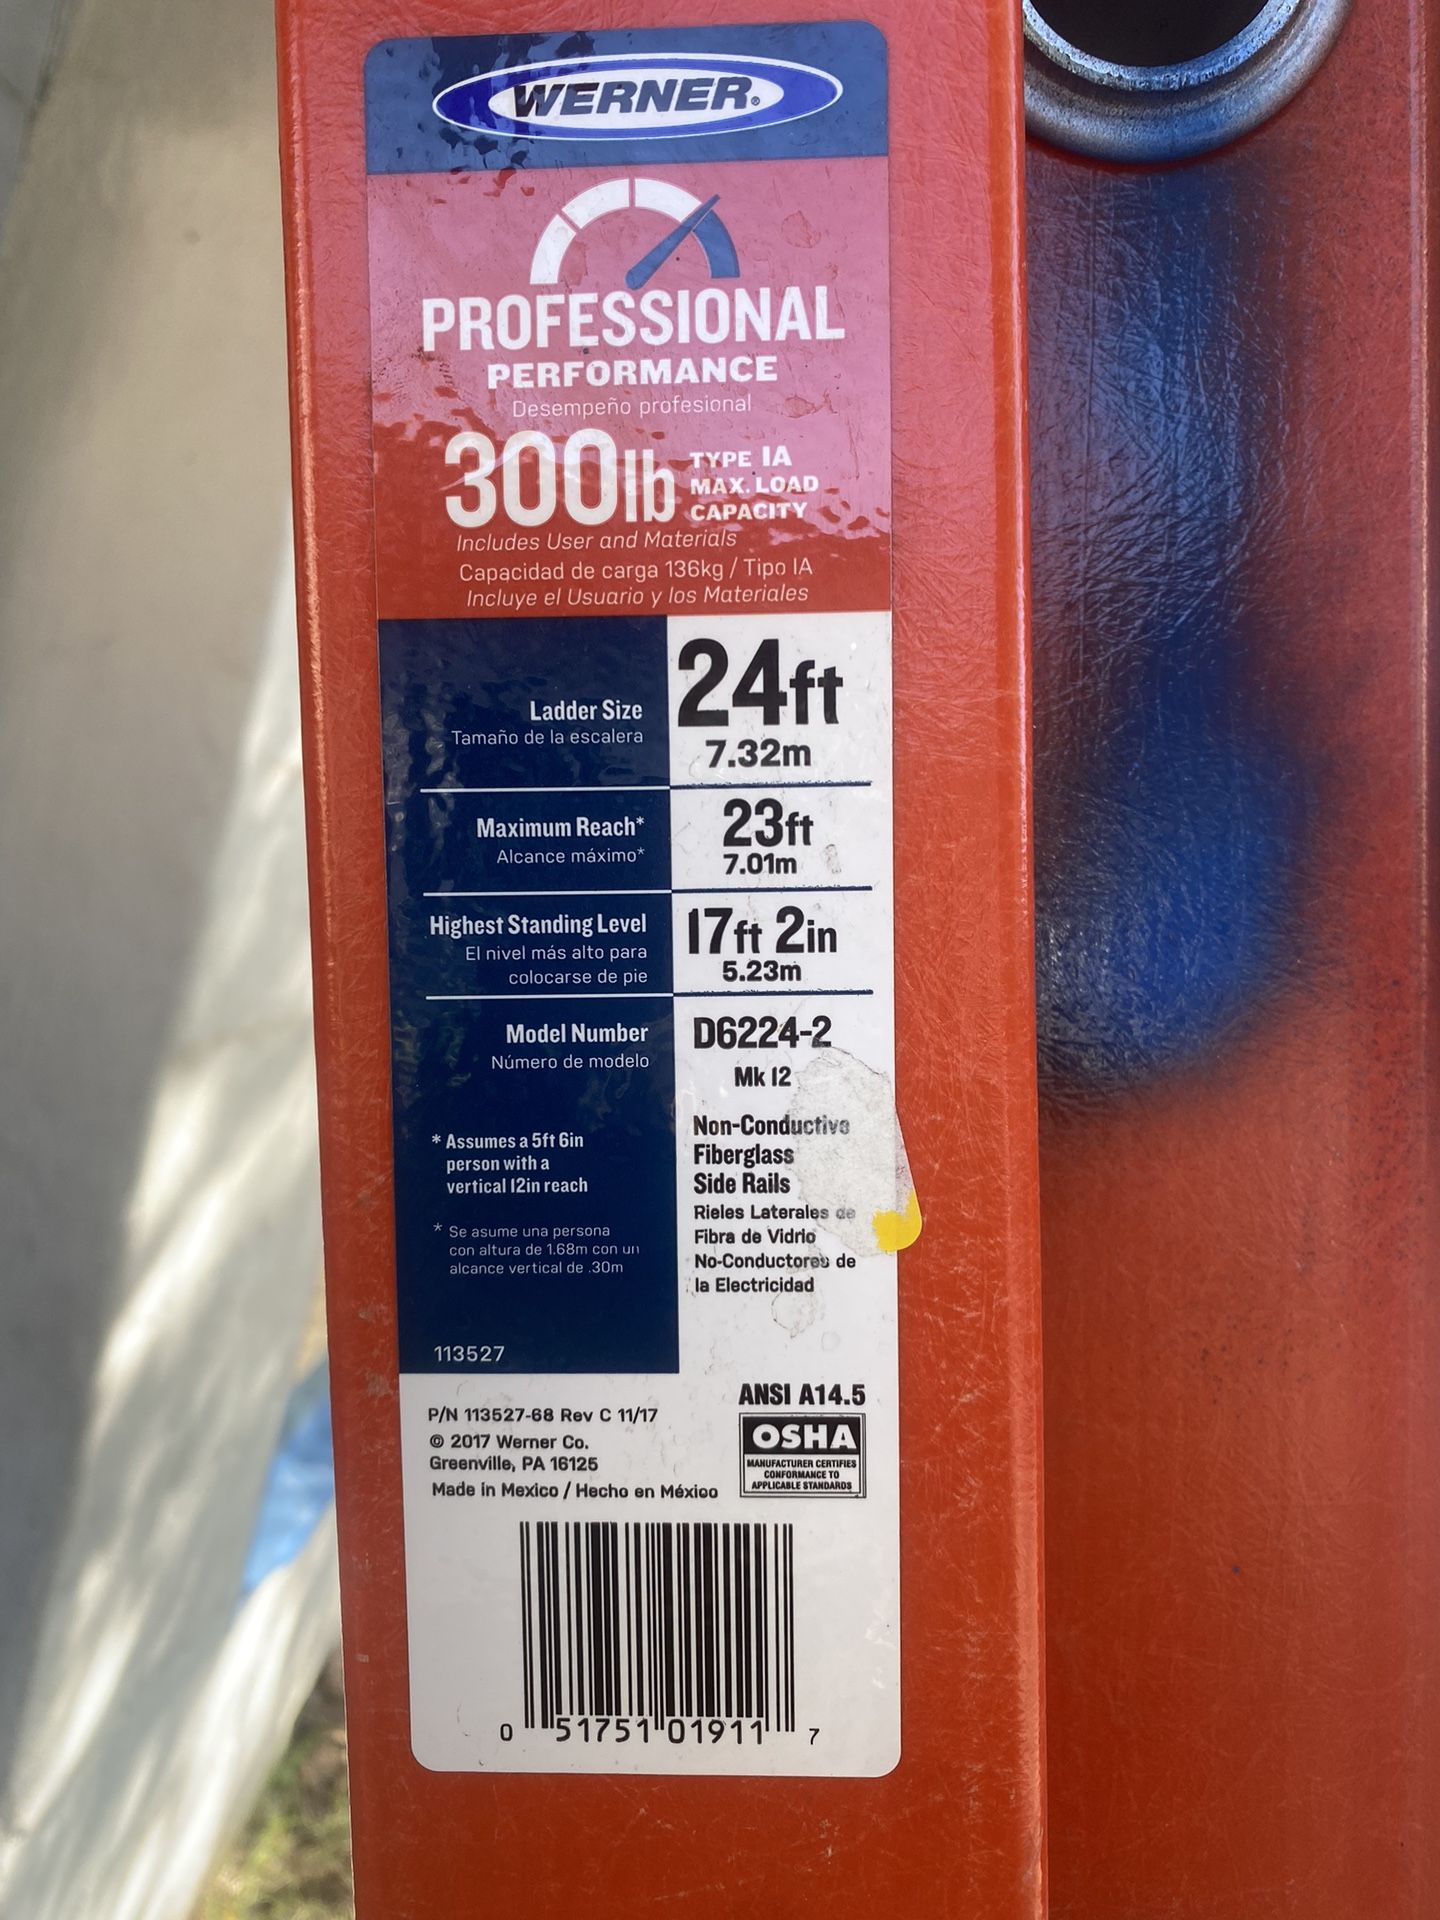 WERNER®
PROFESSIONAL
PERFORMANCE
Desempeño profesional
300lb TYPE IA MAX. LOAD CAPACITY
Includes User and Materials
Capacidad de carga 136kg / Tipo IA
Incluye el Usuario y los Materiales
Ladder Size
Tamaño de la escalera
24ft
7.32m
Maximum Reach*
Alcance máximo*
23ft
7.01m
Highest Standing Level
El nivel más alto para
colocarse de pie
17ft 2in
5.23m
Model Number
Número de modelo
D6224-2
Mk 12
* Assumes a 5ft 6in
person with a
vertical 12in reach
* Se asume una persona
con altura de 1.68m con un
alcance vertical de .30m
113527
Non-Conductive
Fiberglass
Side Rails
Rieles Laterales de
Fibra de Vidrio
No-Conductores de
la Electricidad
P/N 113527-68 Rev C 11/17
© 2017 Werner Co.
Greenville, PA 16125
Made in Mexico / Hecho en México
ANSI A14.5
OSHA
MANUFACTURER CERTIFIES
CONFORMANCE TO
APPLICABLE STANDARDS
0 51751 01911 7